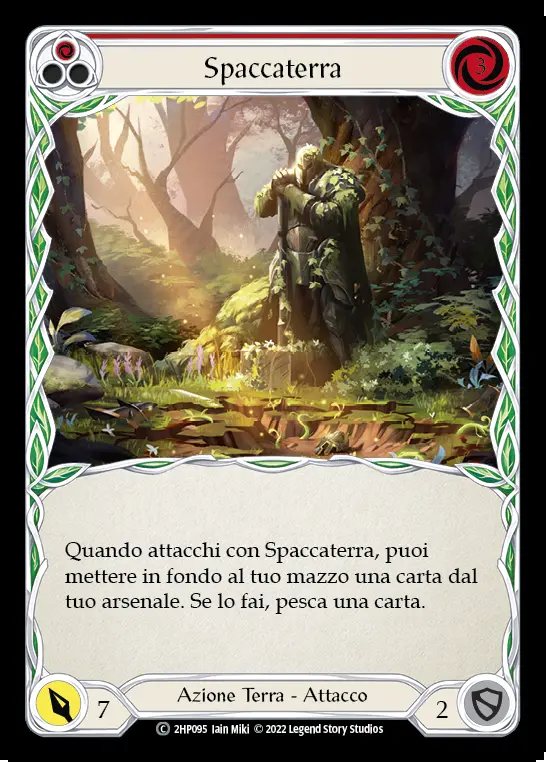 Spaccaterra
3
Quando attacchi con Spaccaterra, puoi
mettere in fondo al tuo mazzo una carta dal
tuo arsenale. Se lo fai, pesca una carta.
7
Azione Terra - Attacco
2
C 2HP095 Iain Miki © 2022 Legend Story Studios